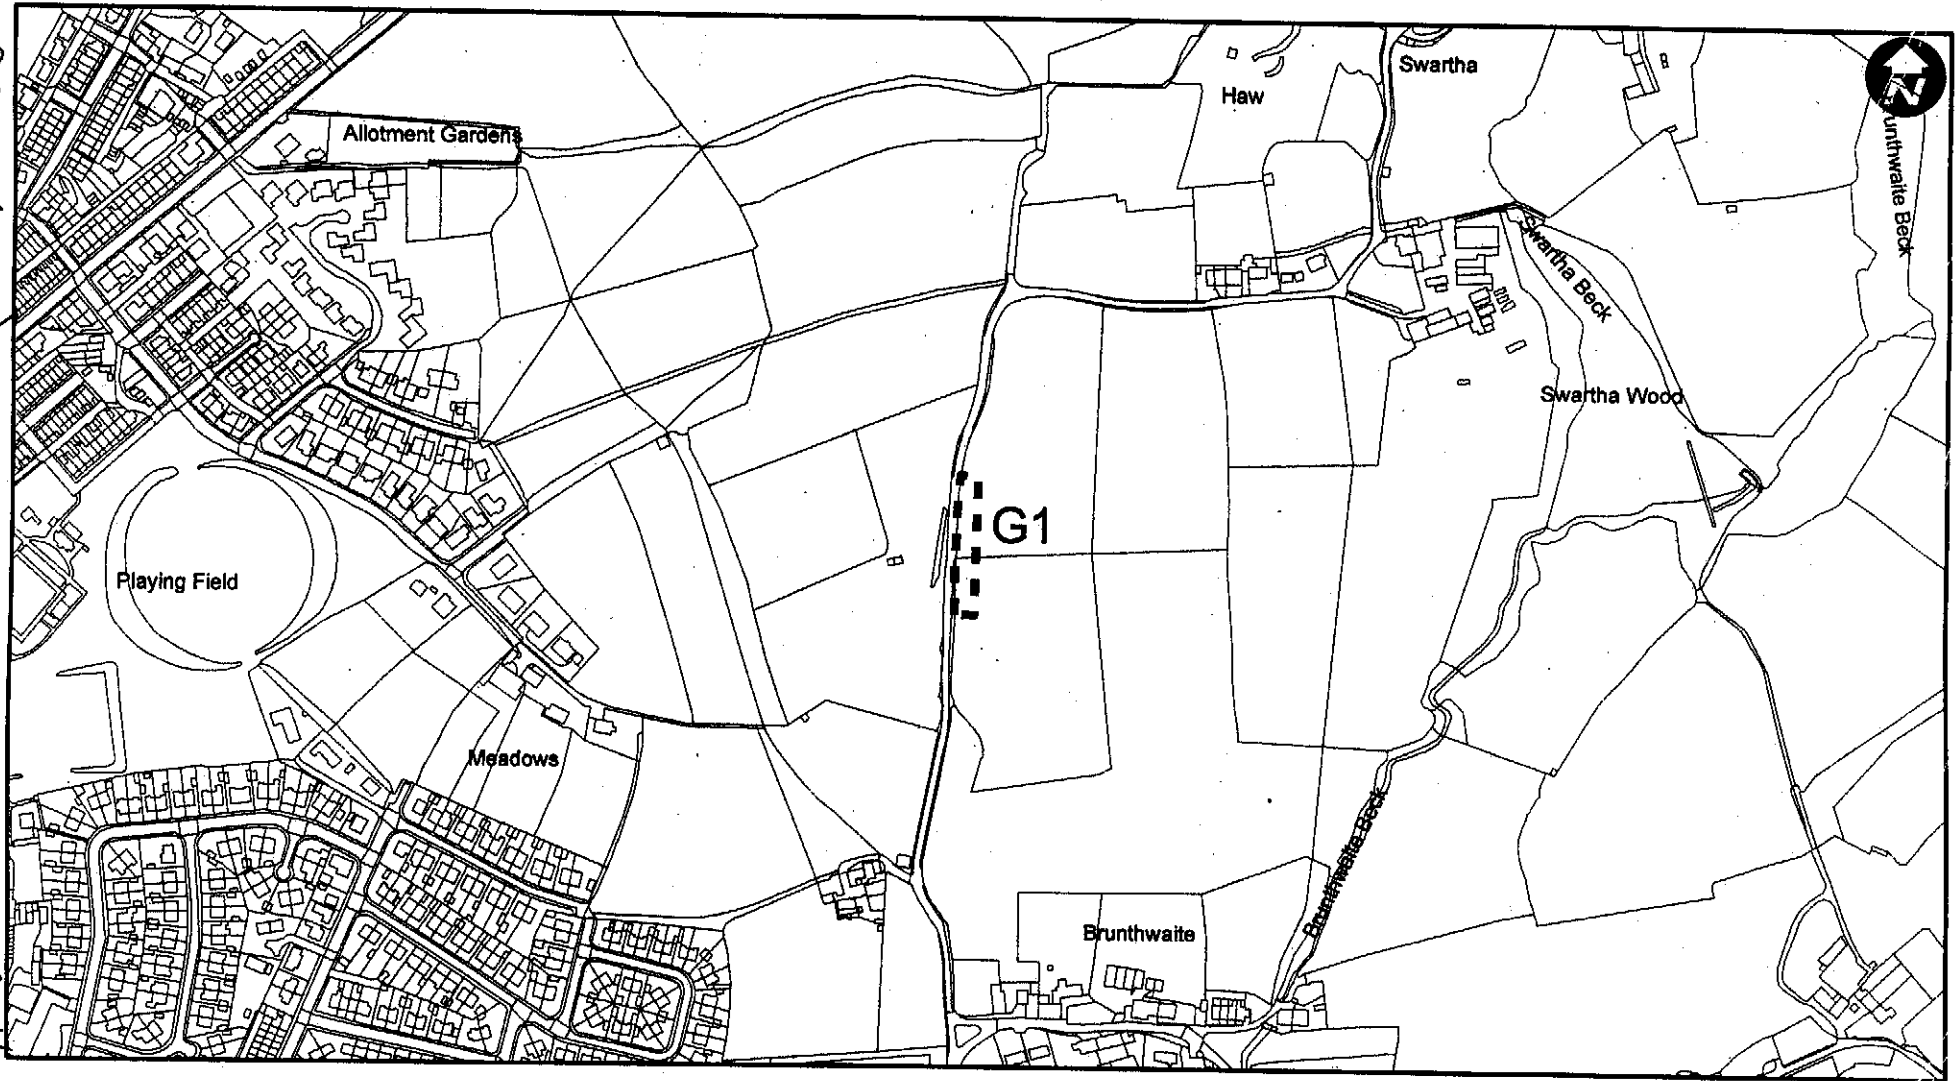 Swartha
Haw
N
Allotment Gardens
Brunthwaite Beck
Swartha Beck
Swartha Wood
G1
Playing Field
Meadows
Brunthwaite Beck
Brunthwaite